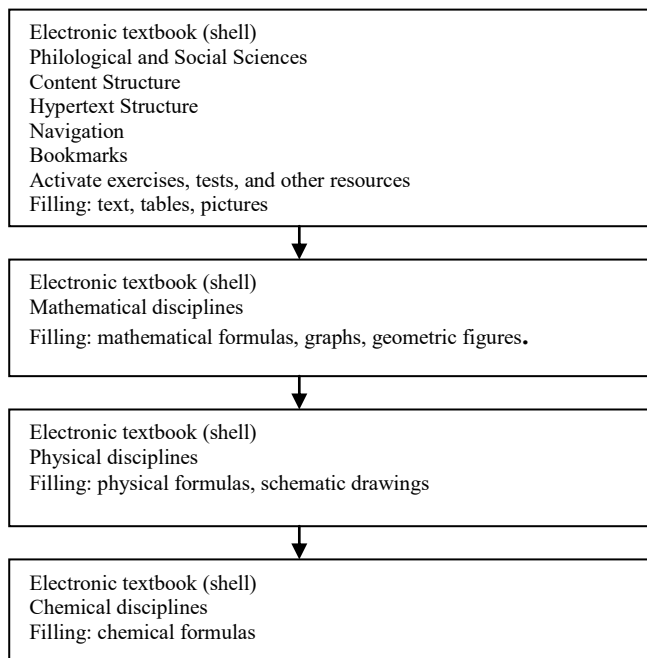 Electronic textbook (shell)
Philological and Social Sciences
Content Structure
Hypertext Structure
Navigation
Bookmarks
Activate exercises, tests, and other resources
Filling: text, tables, pictures
Electronic textbook (shell)
Mathematical disciplines
Filling: mathematical formulas, graphs, geometric figures.
Electronic textbook (shell)
Physical disciplines
Filling: physical formulas, schematic drawings
Electronic textbook (shell)
Chemical disciplines
Filling: chemical formulas